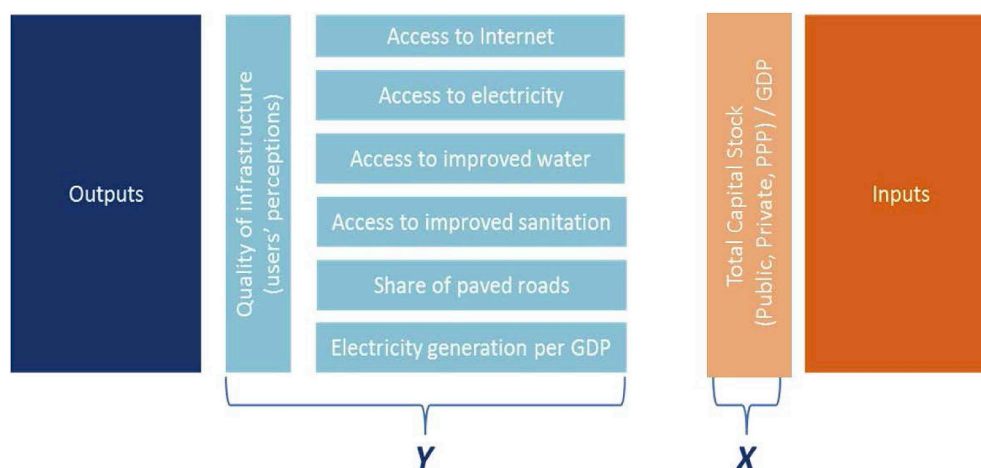 Outputs
Quality of infrastructure
(users' perceptions)
Access to Internet
Access to electricity
Access to improved water
Access to improved sanitation
Share of paved roads
Electricity generation per GDP
Total Capital Stock
(Public, Private, PPP) / GDP
Inputs
Y
X